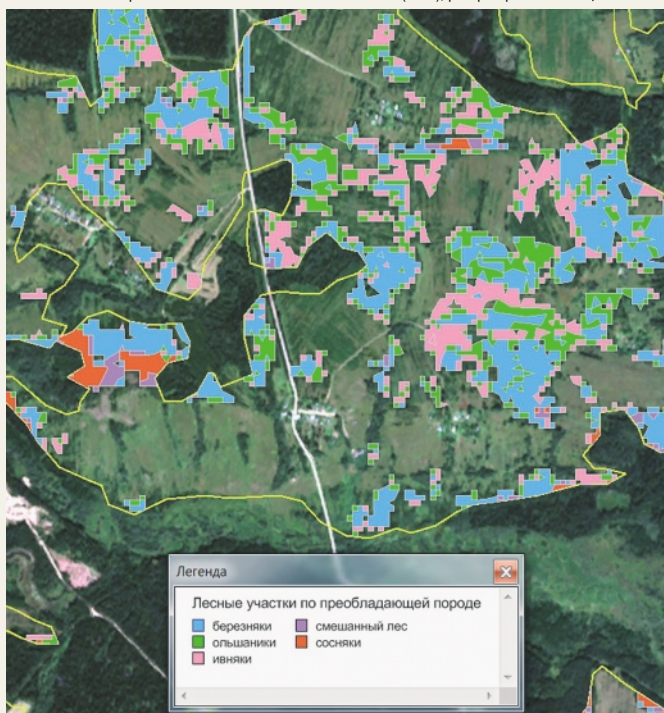 Легенда
Лесные участки по преобладающей породе
березняки
смешанный лес
ольшаники
сосняки
ивняки